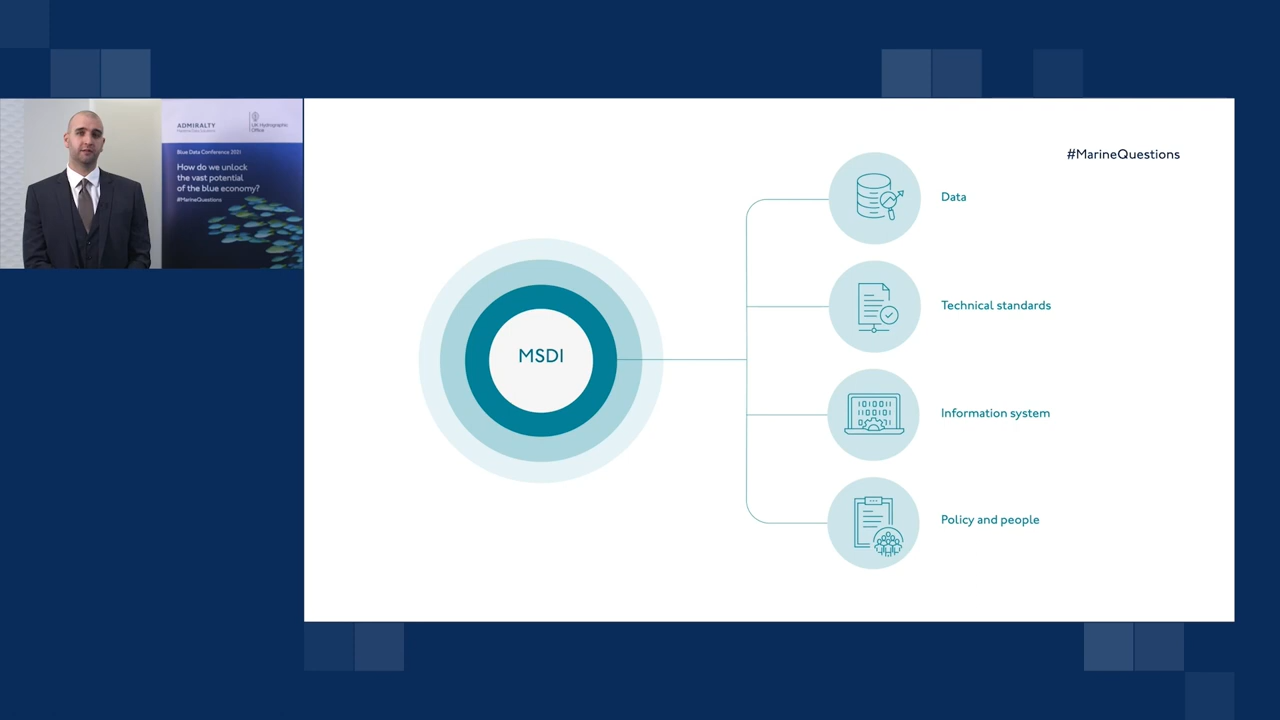 ADMIRALTY
UK Hydrographic
Office
Blue Data Conference 2021
How do we unlock
the vast potential
of the blue economy?
#MarineQuestions
#MarineQuestions
MSDI
Data
Technical standards
Information system
Policy and people